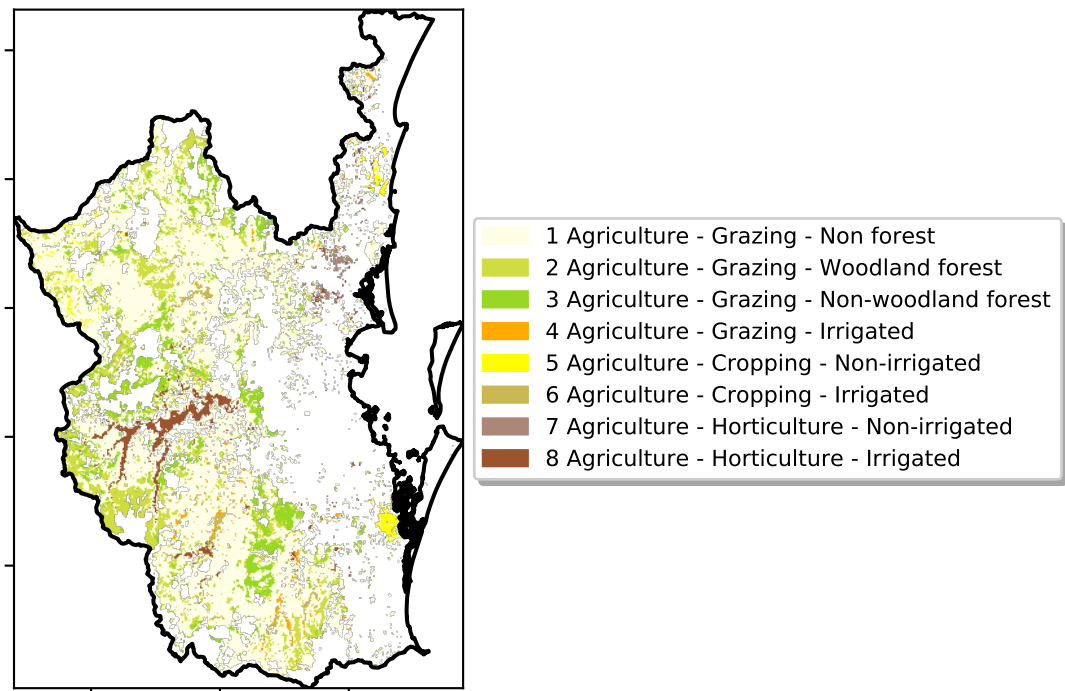 1 Agriculture - Grazing - Non forest
2 Agriculture - Grazing - Woodland forest
3 Agriculture - Grazing - Non-woodland forest
4 Agriculture - Grazing - Irrigated
5 Agriculture - Cropping - Non-irrigated
6 Agriculture - Cropping - Irrigated
7 Agriculture - Horticulture - Non-irrigated
8 Agriculture - Horticulture - Irrigated